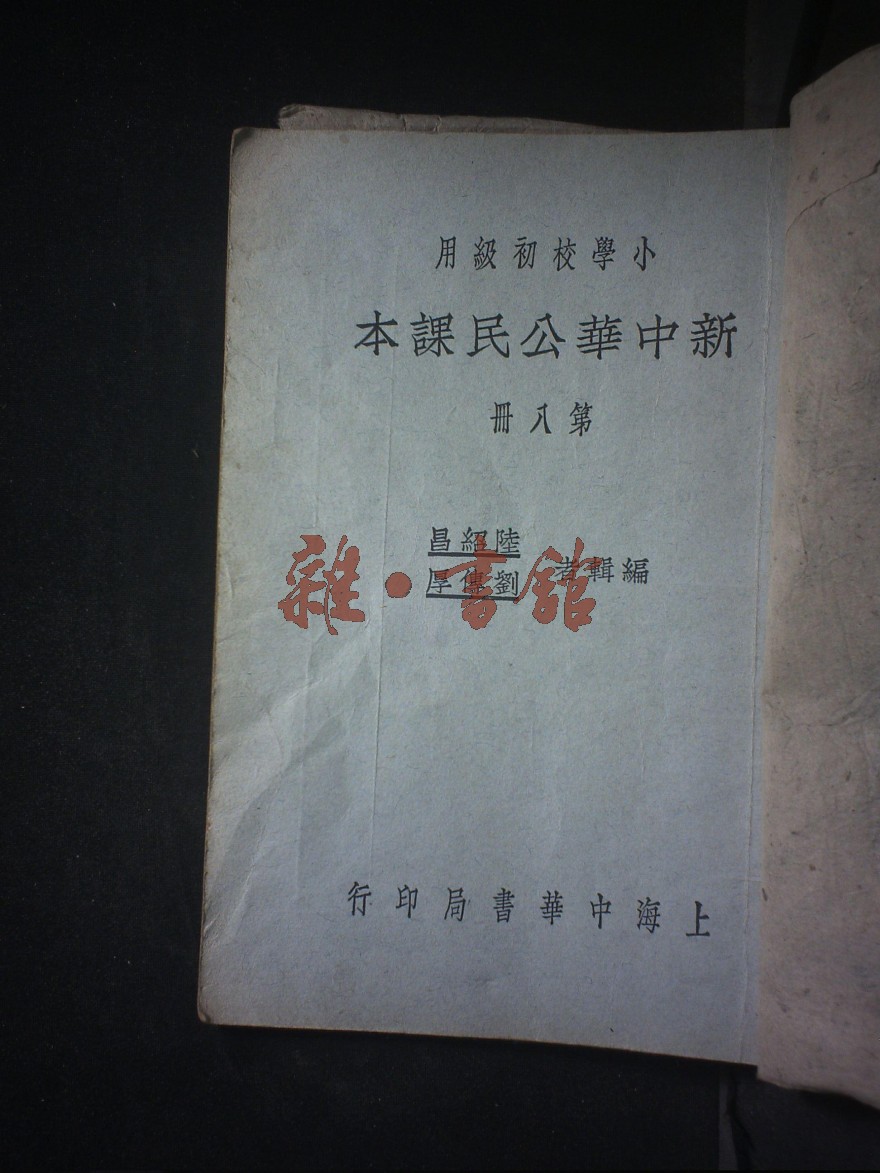 小學校初級用
新中華公民課本
第八冊
編輯者
陸紹昌
劉傳厚
雜·書館
上海中華書局印行